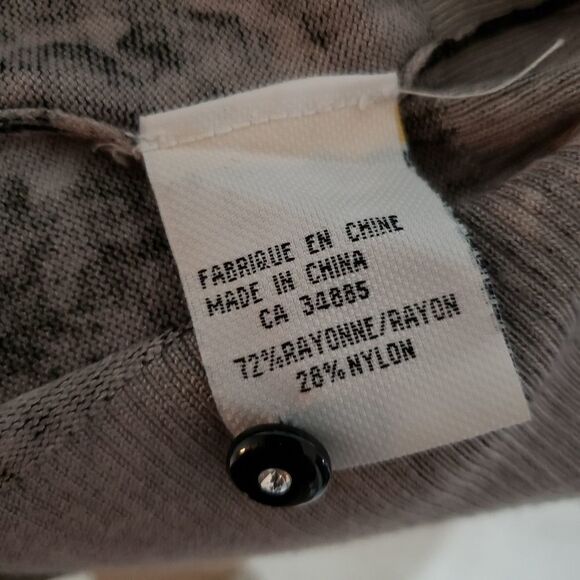 FABRIQUE EN CHINE
MADE IN CHINA
CA 34885
72%RAYONNE/RAYON
28%NYLON